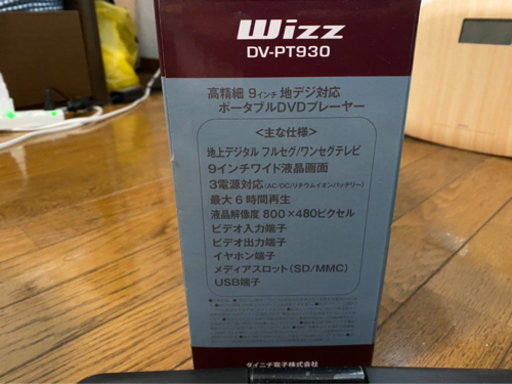 Wizz
DV-PT930
高精細 9インチ 地デジ対応
ポータブルDVDプレーヤー
<主な仕様>
地上デジタル フルセグ/ワンセグテレビ
9インチワイド液晶画面
3電源対応(AC/DC/リチウムイオンバッテリー)
最大6時間再生
液晶解像度 800×480ピクセル
ビデオ入力端子
ビデオ出力端子
イヤホン端子
メディアスロット(SD/MMC)
USB端子
ダイニチ電子株式会社